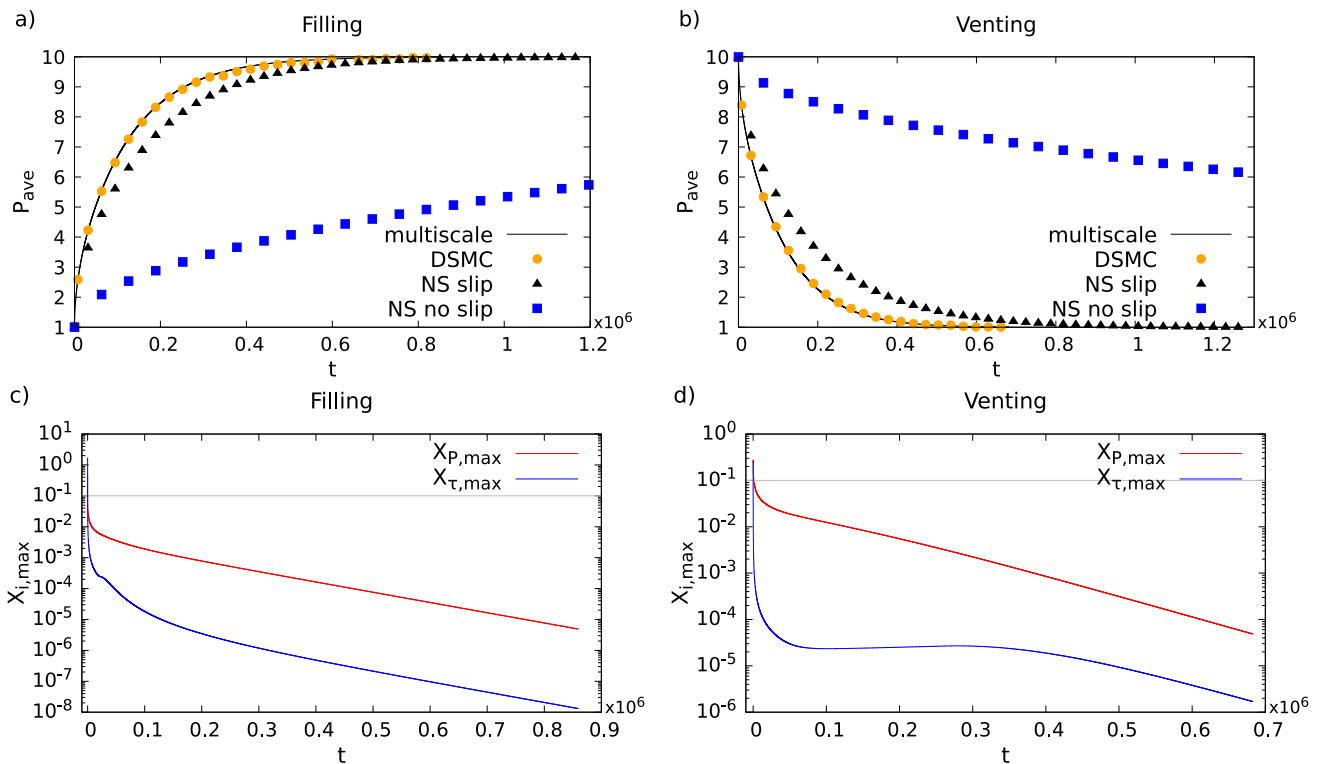 a)
Filling
10
9
8
7
6
5
4
3
2
1
P_ave
multiscale
DSMC
NS slip
NS no slip
0
0.2
0.4
0.6
0.8
1
1.2
x10^6
t
b)
Venting
10
9
8
7
6
5
4
3
2
1
P_ave
multiscale
DSMC
NS slip
NS no slip
0
0.2
0.4
0.6
0.8
1
1.2
x10^6
t
c)
Filling
10^1
10^0
10^-1
10^-2
10^-3
10^-4
10^-5
10^-6
10^-7
10^-8
X_i,max
X_P,max
X_τ,max
0
0.1
0.2
0.3
0.4
0.5
0.6
0.7
0.8
0.9
x10^6
t
d)
Venting
10^0
10^-1
10^-2
10^-3
10^-4
10^-5
10^-6
X_i,max
X_P,max
X_τ,max
0
0.1
0.2
0.3
0.4
0.5
0.6
0.7
x10^6
t